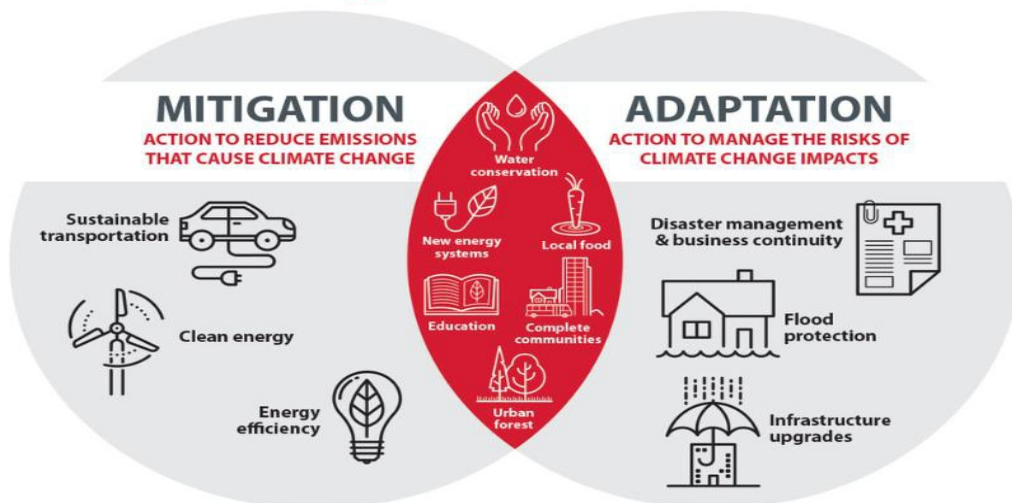 MITIGATION
ACTION TO REDUCE EMISSIONS
THAT CAUSE CLIMATE CHANGE
Sustainable
transportation
Clean energy
Energy
efficiency
Water
conservation
New energy
systems
Local food
Education
Complete
communities
Urban
forest
ADAPTATION
ACTION TO MANAGE THE RISKS OF
CLIMATE CHANGE IMPACTS
Disaster management
& business continuity
Flood
protection
Infrastructure
upgrades